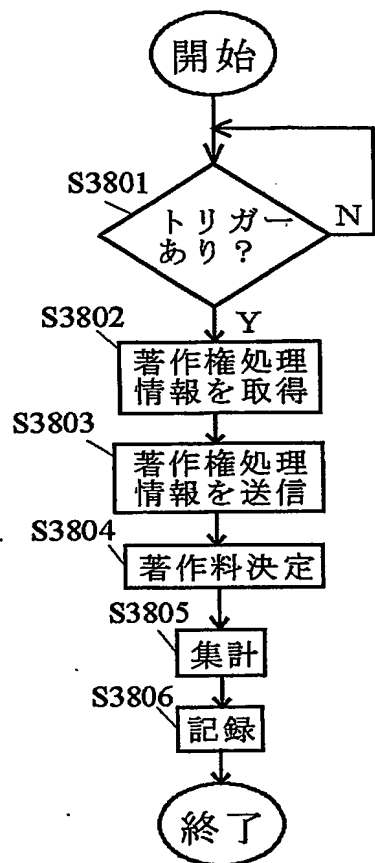 開始
S3801
トリガー
あり?
N
Y
S3802
著作権処理
情報を取得
S3803
著作権処理
情報を送信
S3804
著作料決定
S3805
集計
S3806
記録
終了